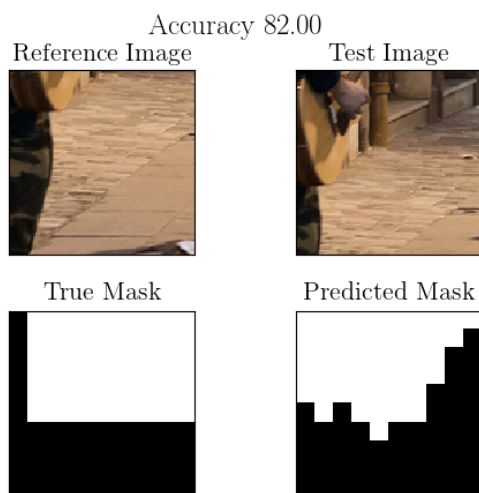 Accuracy 82.00
Reference Image
Test Image
True Mask
Predicted Mask